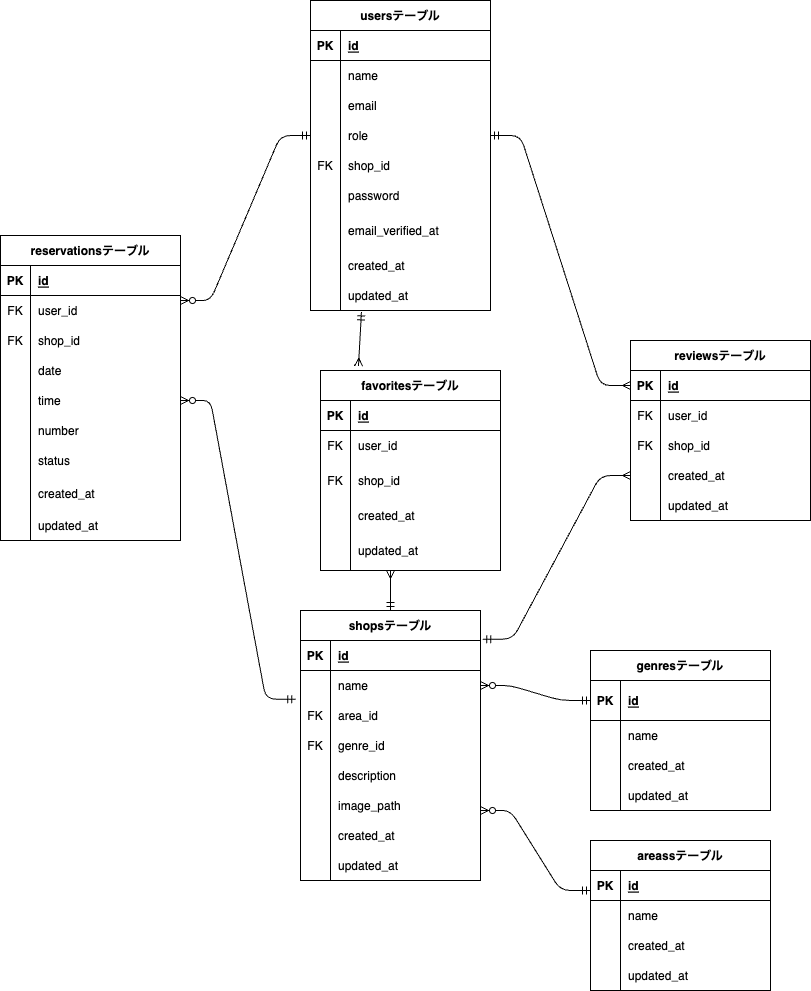 usersテーブル
PK id
name
email
role
FK shop_id
password
email_verified_at
created_at
updated_at
reservationsテーブル
PK id
FK user_id
FK shop_id
date
time
number
status
created_at
updated_at
favoritesテーブル
PK id
FK user_id
FK shop_id
created_at
updated_at
reviewsテーブル
PK id
FK user_id
FK shop_id
created_at
updated_at
shopsテーブル
PK id
name
FK area_id
FK genre_id
description
image_path
created_at
updated_at
genresテーブル
PK id
name
created_at
updated_at
areassテーブル
PK id
name
created_at
updated_at